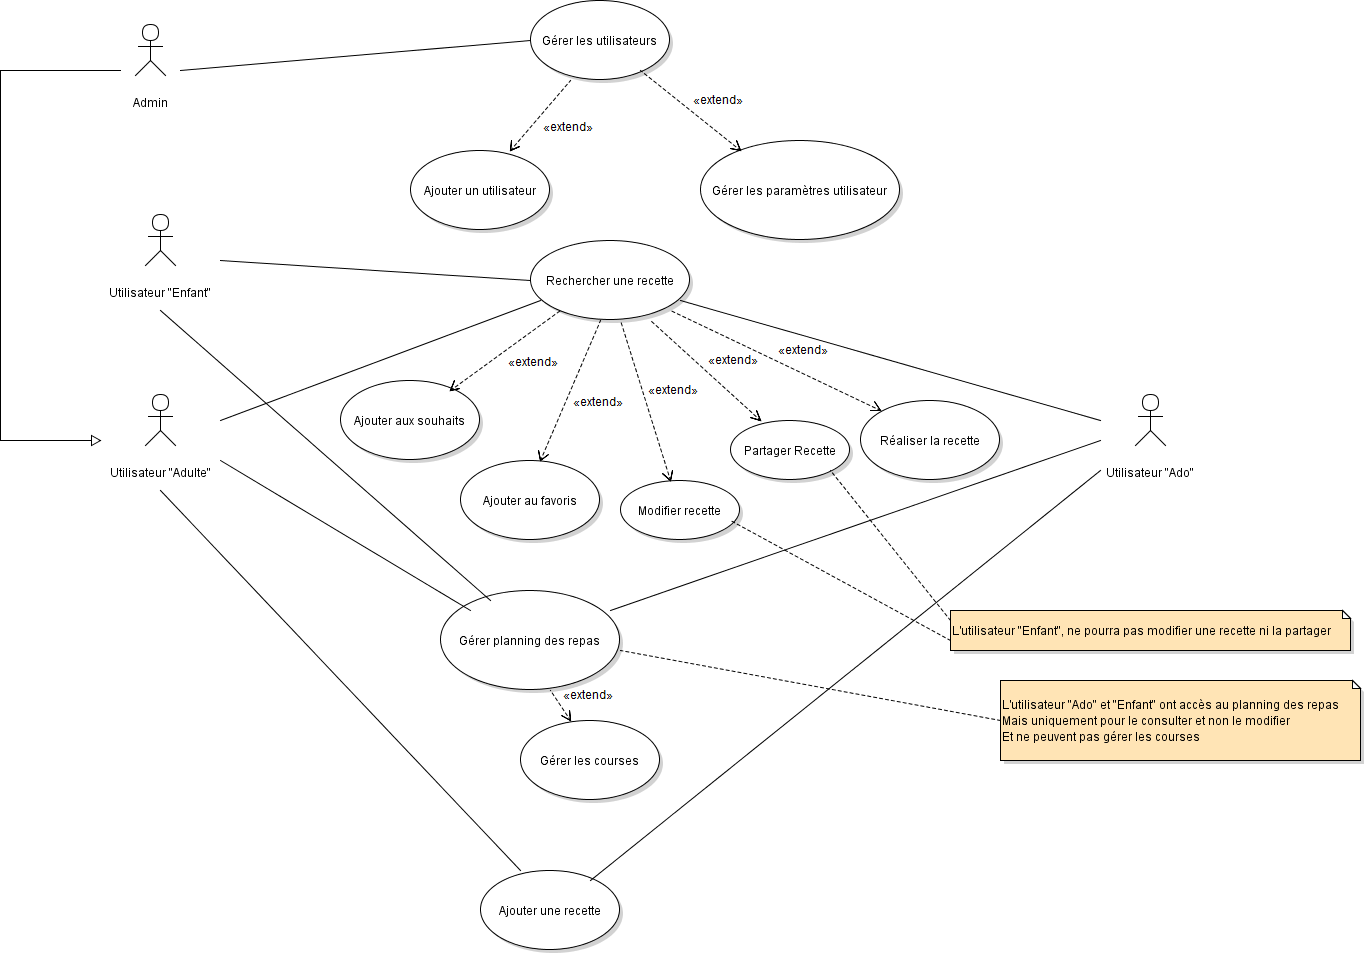 Gérer les utilisateurs
Admin
«extend»
«extend»
Ajouter un utilisateur
Gérer les paramètres utilisateur
Utilisateur "Enfant"
Rechercher une recette
«extend»
«extend»
«extend»
«extend»
«extend»
Ajouter aux souhaits
Réaliser la recette
Partager Recette
Utilisateur "Adulte"
Utilisateur "Ado"
Ajouter au favoris
Modifier recette
L'utilisateur "Enfant", ne pourra pas modifier une recette ni la partager
Gérer planning des repas
«extend»
L'utilisateur "Ado" et "Enfant" ont accès au planning des repas
Mais uniquement pour le consulter et non le modifier
Et ne peuvent pas gérer les courses
Gérer les courses
Ajouter une recette